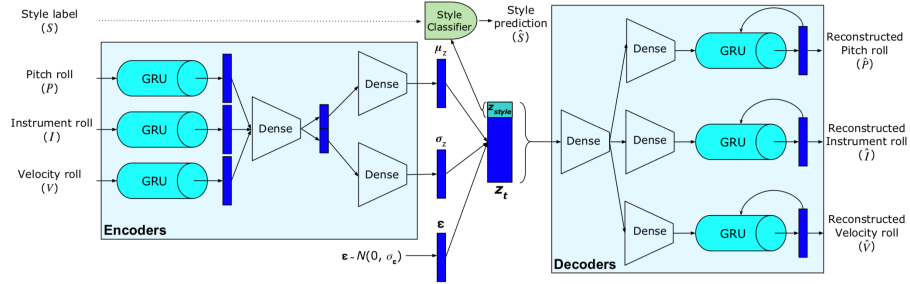 Style label
(S)
Style
Classifier
Style
prediction
(Ŝ)
Pitch roll
(P)
Instrument roll
(I)
Velocity roll
(V)
GRU
GRU
GRU
Dense
Dense
Dense
Encoders
μz
σz
ε
ε ~ N(0, σε)
zstyle
zt
Dense
Dense
Dense
Dense
GRU
GRU
GRU
Decoders
Reconstructed
Pitch roll
(P̂)
Reconstructed
Instrument roll
(Î)
Reconstructed
Velocity roll
(V̂)